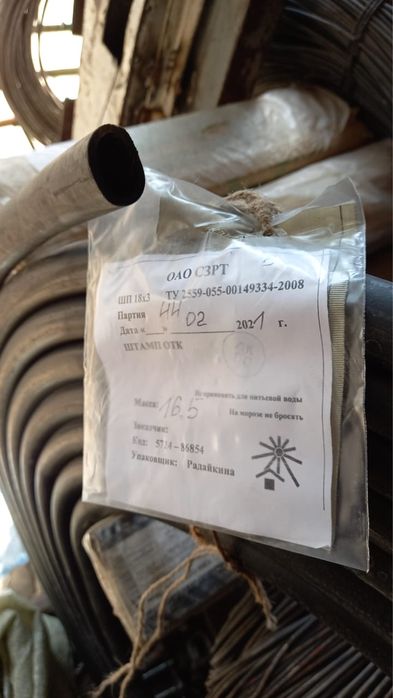 ОАО СЗРТ
ШП 18х3 ТУ 2559-055-00149334-2008
Партия 44
Дата « » 02 2021 г.
ШТАМП ОТК
Не применять для питьевой воды
Масса: 16.5 На морозе не бросать
Заказчик:
Код: 5724-86854
Упаковщик: Радайкина